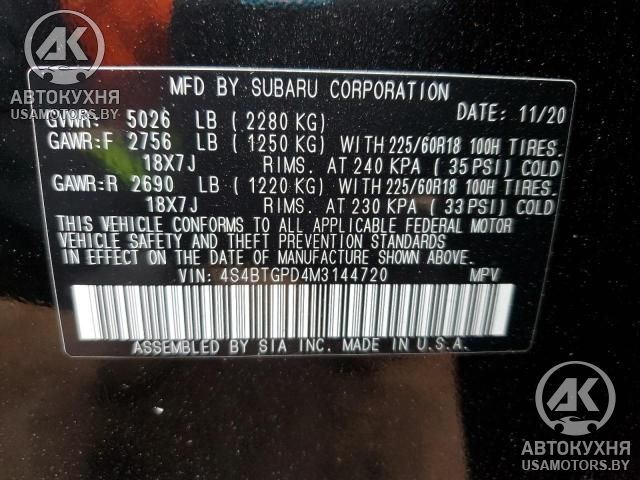 MFD BY SUBARU CORPORATION
DATE: 11/20
GVWR: 5026 LB ( 2280 KG)
GAWR:F 2756 LB ( 1250 KG) WITH 225/60R18 100H TIRES.
18X7J RIMS. AT 240 KPA ( 35 PSI) COLD
GAWR:R 2690 LB ( 1220 KG) WITH 225/60R18 100H TIRES.
18X7J RIMS. AT 230 KPA ( 33 PSI) COLD
THIS VEHICLE CONFORMS TO ALL APPLICABLE FEDERAL MOTOR
VEHICLE SAFETY AND THEFT PREVENTION STANDARDS IN EFFECT
ON THE DATE OF MANUFACTURE SHOWN ABOVE.
VIN: 4S4BTGPD4M3144720 MPV
ASSEMBLED BY SIA INC. MADE IN U.S.A.
АК
АВТОКУХНЯ
USAMOTORS.BY
АК
АВТОКУХНЯ
USAMOTORS.BY